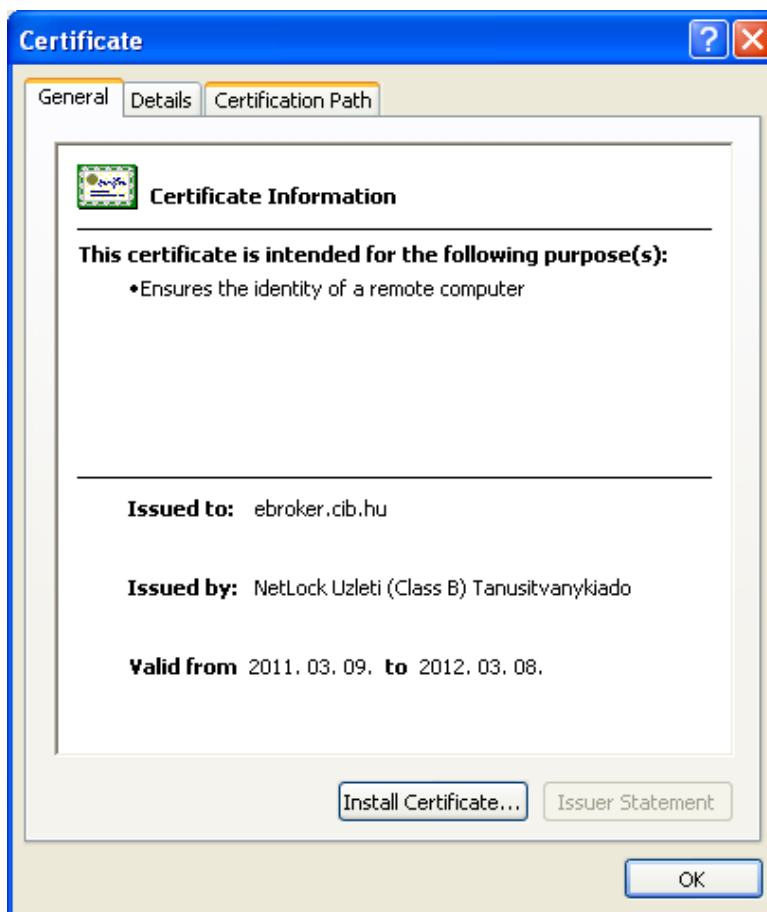 Certificate
General Details Certification Path
Certificate Information
This certificate is intended for the following purpose(s):
•Ensures the identity of a remote computer
Issued to: ebroker.cib.hu
Issued by: NetLock Uzleti (Class B) Tanusitvanykiado
Valid from 2011. 03. 09. to 2012. 03. 08.
Install Certificate... Issuer Statement
OK